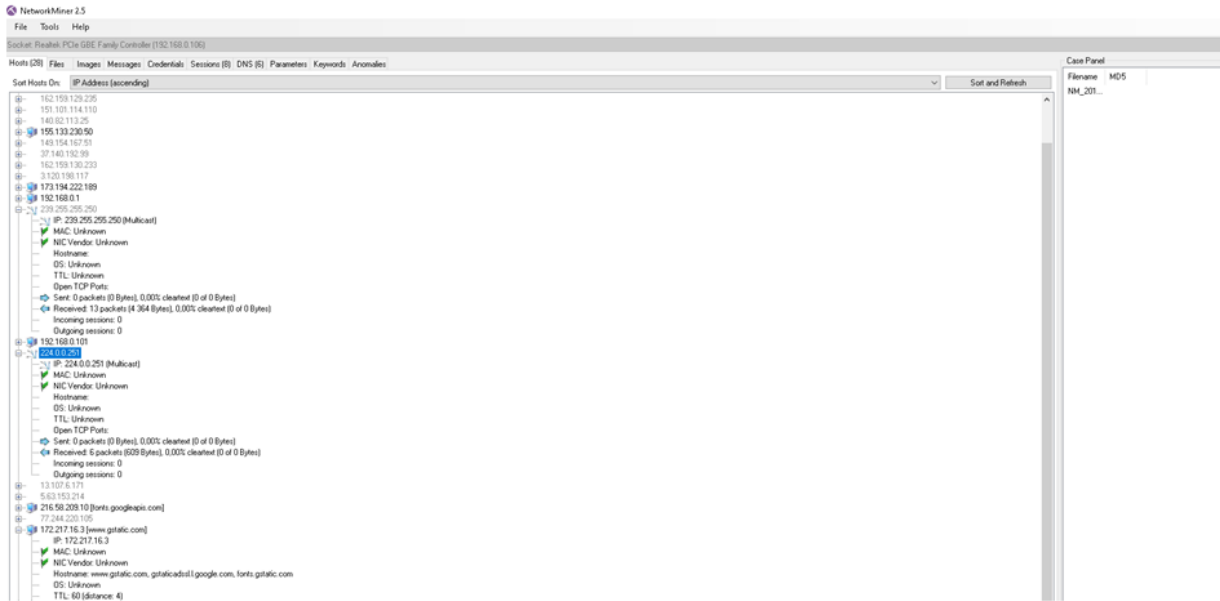 NetworkMiner 2.5
File Tools Help
Socket: Realtek PCIe GBE Family Controller (192.168.0.106)
Hosts (28) Files Images Messages Credentials Sessions (8) DNS (6) Parameters Keywords Anomalies
Case Panel
Sort Hosts On: IP Address (ascending) Sort and Refresh
Filename MD5
NM_201...
162.159.129.235
151.101.114.110
140.82.113.25
155.133.230.50
149.154.167.51
37.140.192.99
162.159.130.233
3.120.198.117
173.194.222.189
192.168.0.1
239.255.255.250
IP: 239.255.255.250 (Multicast)
MAC: Unknown
NIC Vendor: Unknown
Hostname:
OS: Unknown
TTL: Unknown
Open TCP Ports:
Sent: 0 packets (0 Bytes), 0,00% cleartext (0 of 0 Bytes)
Received: 13 packets (4 364 Bytes), 0,00% cleartext (0 of 0 Bytes)
Incoming sessions: 0
Outgoing sessions: 0
192.168.0.101
224.0.0.251
IP: 224.0.0.251 (Multicast)
MAC: Unknown
NIC Vendor: Unknown
Hostname:
OS: Unknown
TTL: Unknown
Open TCP Ports:
Sent: 0 packets (0 Bytes), 0,00% cleartext (0 of 0 Bytes)
Received: 6 packets (609 Bytes), 0,00% cleartext (0 of 0 Bytes)
Incoming sessions: 0
Outgoing sessions: 0
13.107.6.171
5.63.153.214
216.58.209.10 [fonts.googleapis.com]
77.244.220.105
172.217.16.3 [www.gstatic.com]
IP: 172.217.16.3
MAC: Unknown
NIC Vendor: Unknown
Hostname: www.gstatic.com, gstaticadssl.l.google.com, fonts.gstatic.com
OS: Unknown
TTL: 60 (distance: 4)